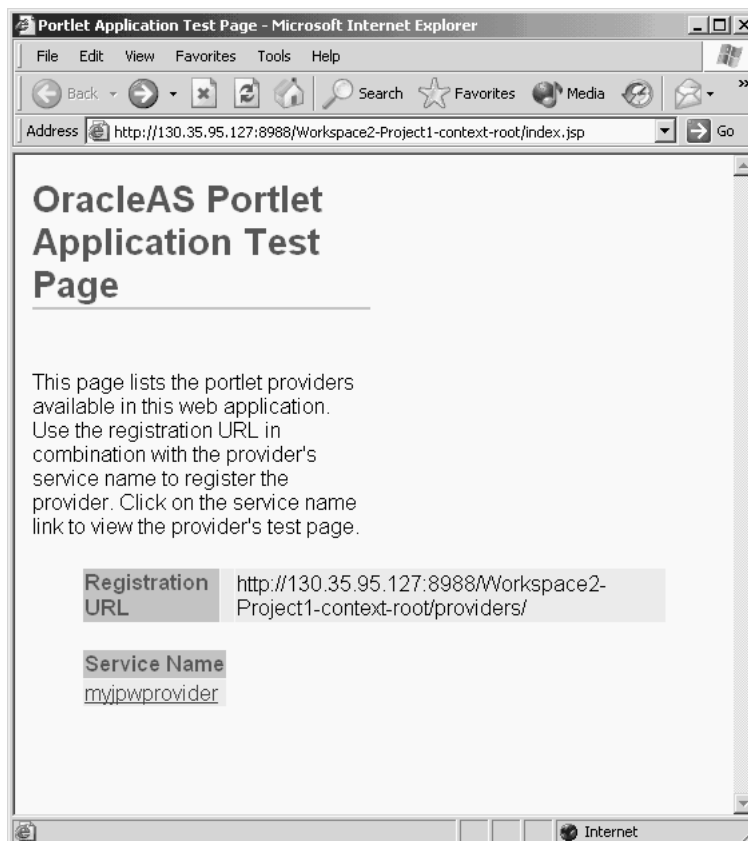 Portlet Application Test Page - Microsoft Internet Explorer
File Edit View Favorites Tools Help
Back Search Favorites Media »
Address http://130.35.95.127:8988/Workspace2-Project1-context-root/index.jsp Go
OracleAS Portlet
Application Test
Page
This page lists the portlet providers
available in this web application.
Use the registration URL in
combination with the provider's
service name to register the
provider. Click on the service name
link to view the provider's test page.
Registration
URL
http://130.35.95.127:8988/Workspace2-
Project1-context-root/providers/
Service Name
myjpwprovider
Internet